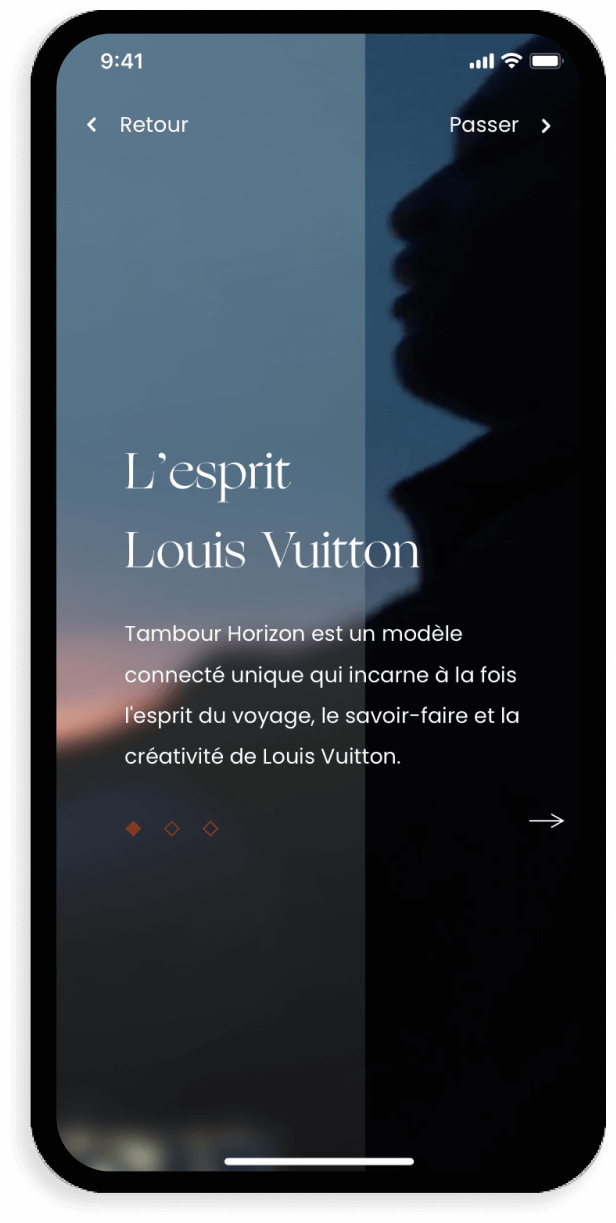 9:41
Retour Passer
L’esprit
Louis Vuitton
Tambour Horizon est un modèle
connecté unique qui incarne à la fois
l'esprit du voyage, le savoir-faire et la
créativité de Louis Vuitton.